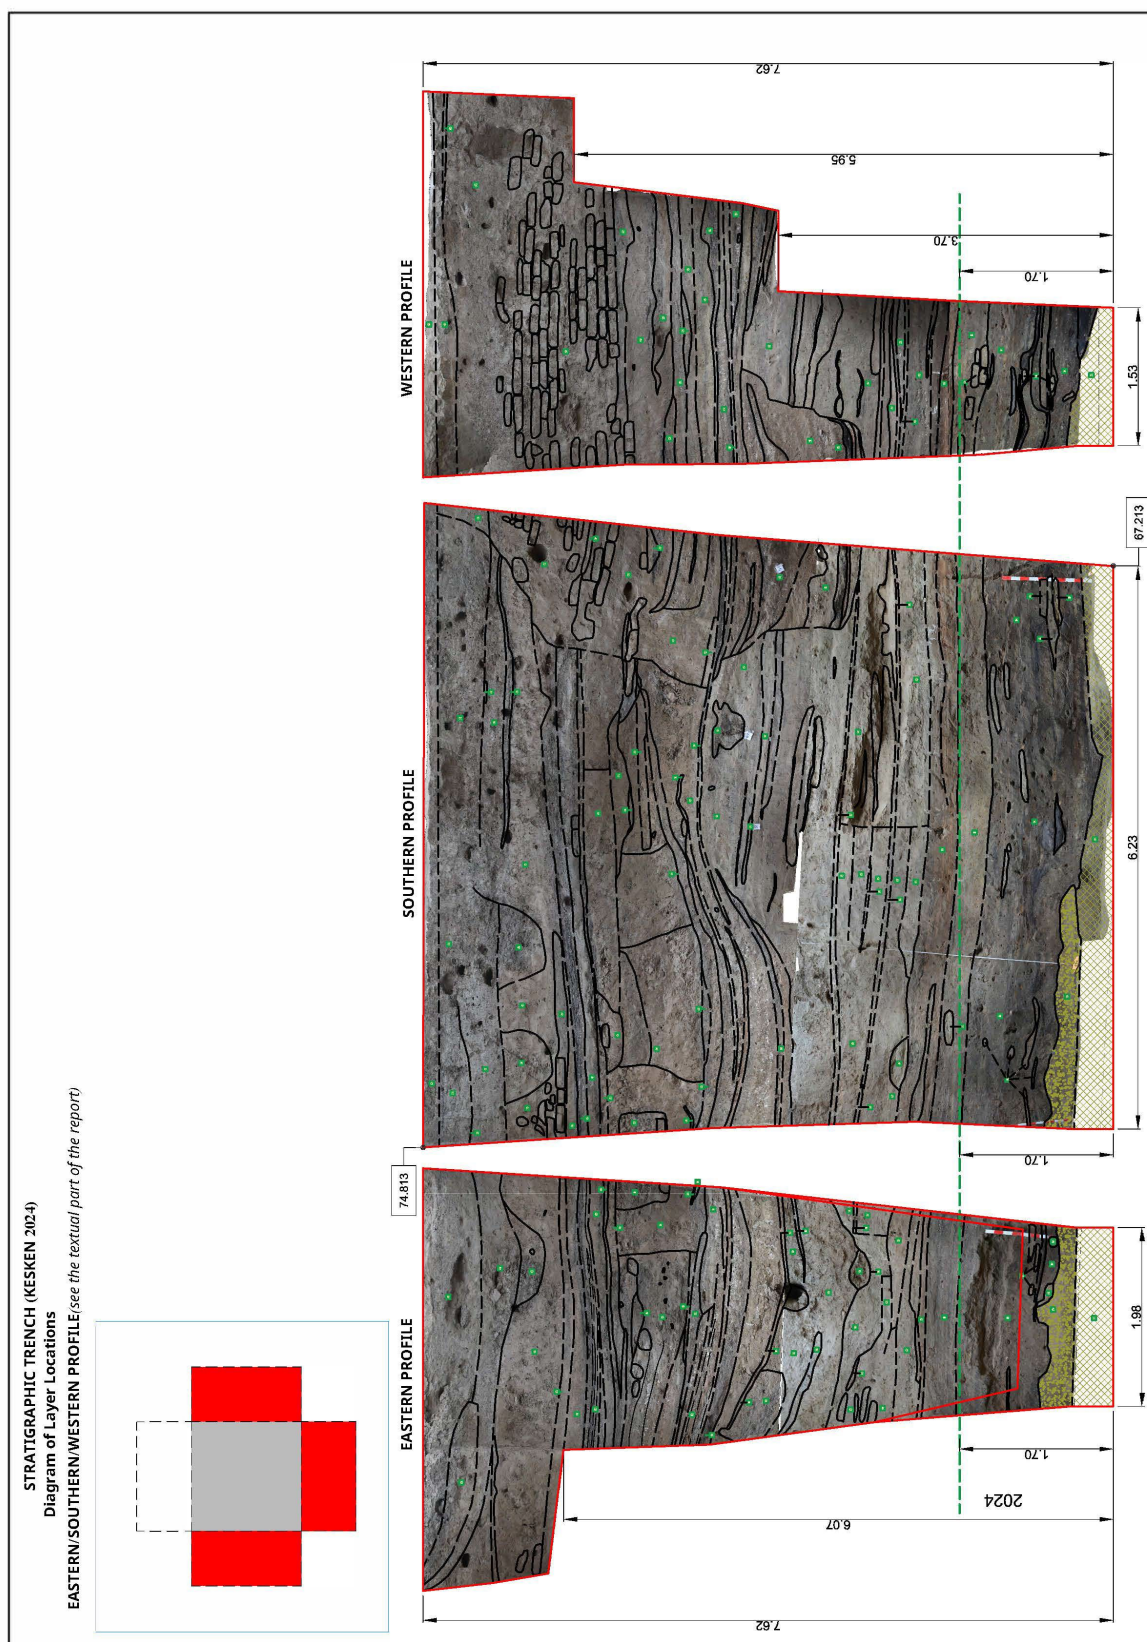 STRATIGRAPHIC TRENCH (KESKEN 2024)
Diagram of Layer Locations
EASTERN/SOUTHERN/WESTERN PROFILE(see the textual part of the report)
EASTERN PROFILE
SOUTHERN PROFILE
WESTERN PROFILE
74.813
67.213
7.62
6.07
2024
1.70
1.98
1.70
6.23
1.53
1.70
3.70
5.95
7.62